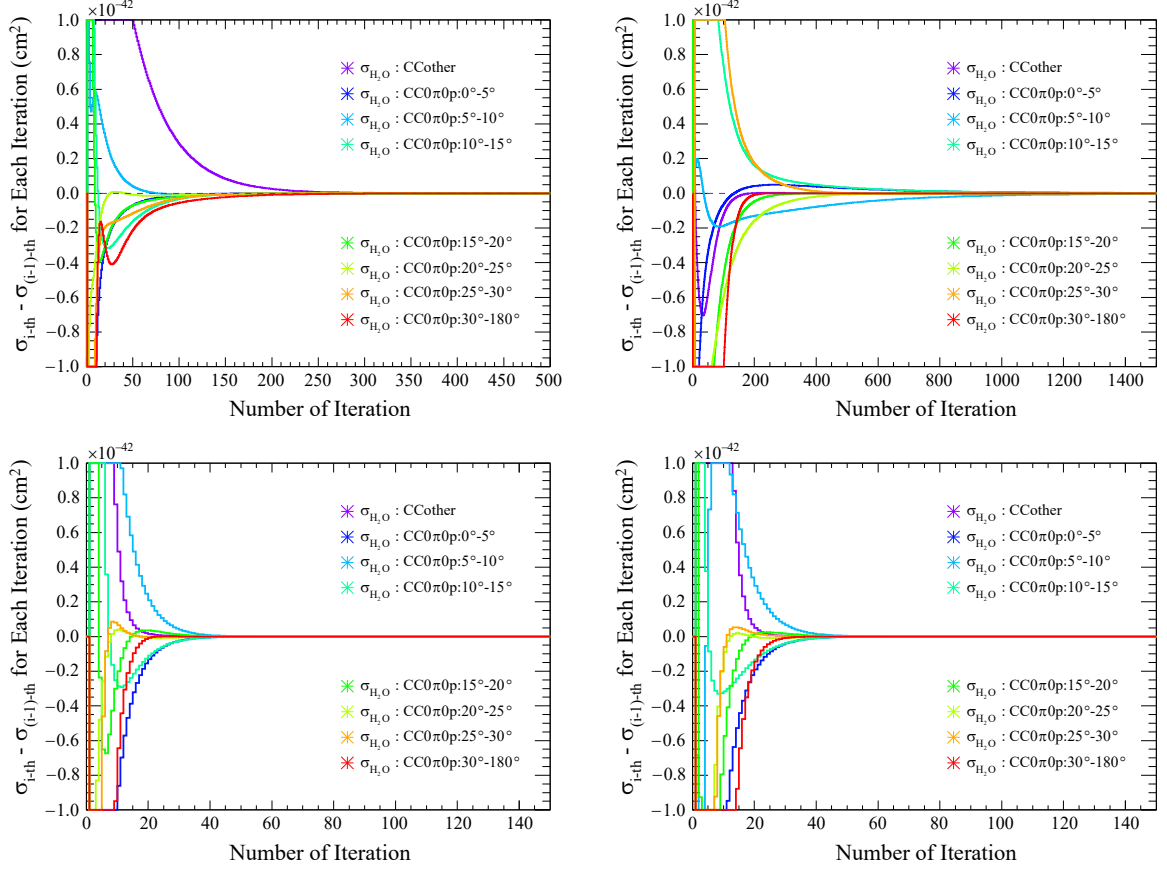 ×10⁻⁴²
σ_i-th - σ_(i-1)-th for Each Iteration (cm²)
1.0
0.8
0.6
0.4
0.2
0.0
−0.2
−0.4
−0.6
−0.8
−1.0
σ_H₂O : CCother
σ_H₂O : CC0π0p:0°-5°
σ_H₂O : CC0π0p:5°-10°
σ_H₂O : CC0π0p:10°-15°
σ_H₂O : CC0π0p:15°-20°
σ_H₂O : CC0π0p:20°-25°
σ_H₂O : CC0π0p:25°-30°
σ_H₂O : CC0π0p:30°-180°
0 50 100 150 200 250 300 350 400 450 500
Number of Iteration
×10⁻⁴²
σ_i-th - σ_(i-1)-th for Each Iteration (cm²)
1.0
0.8
0.6
0.4
0.2
0.0
−0.2
−0.4
−0.6
−0.8
−1.0
σ_H₂O : CCother
σ_H₂O : CC0π0p:0°-5°
σ_H₂O : CC0π0p:5°-10°
σ_H₂O : CC0π0p:10°-15°
σ_H₂O : CC0π0p:15°-20°
σ_H₂O : CC0π0p:20°-25°
σ_H₂O : CC0π0p:25°-30°
σ_H₂O : CC0π0p:30°-180°
0 200 400 600 800 1000 1200 1400
Number of Iteration
×10⁻⁴²
σ_i-th - σ_(i-1)-th for Each Iteration (cm²)
1.0
0.8
0.6
0.4
0.2
0.0
−0.2
−0.4
−0.6
−0.8
−1.0
σ_H₂O : CCother
σ_H₂O : CC0π0p:0°-5°
σ_H₂O : CC0π0p:5°-10°
σ_H₂O : CC0π0p:10°-15°
σ_H₂O : CC0π0p:15°-20°
σ_H₂O : CC0π0p:20°-25°
σ_H₂O : CC0π0p:25°-30°
σ_H₂O : CC0π0p:30°-180°
0 20 40 60 80 100 120 140
Number of Iteration
×10⁻⁴²
σ_i-th - σ_(i-1)-th for Each Iteration (cm²)
1.0
0.8
0.6
0.4
0.2
0.0
−0.2
−0.4
−0.6
−0.8
−1.0
σ_H₂O : CCother
σ_H₂O : CC0π0p:0°-5°
σ_H₂O : CC0π0p:5°-10°
σ_H₂O : CC0π0p:10°-15°
σ_H₂O : CC0π0p:15°-20°
σ_H₂O : CC0π0p:20°-25°
σ_H₂O : CC0π0p:25°-30°
σ_H₂O : CC0π0p:30°-180°
0 20 40 60 80 100 120 140
Number of Iteration